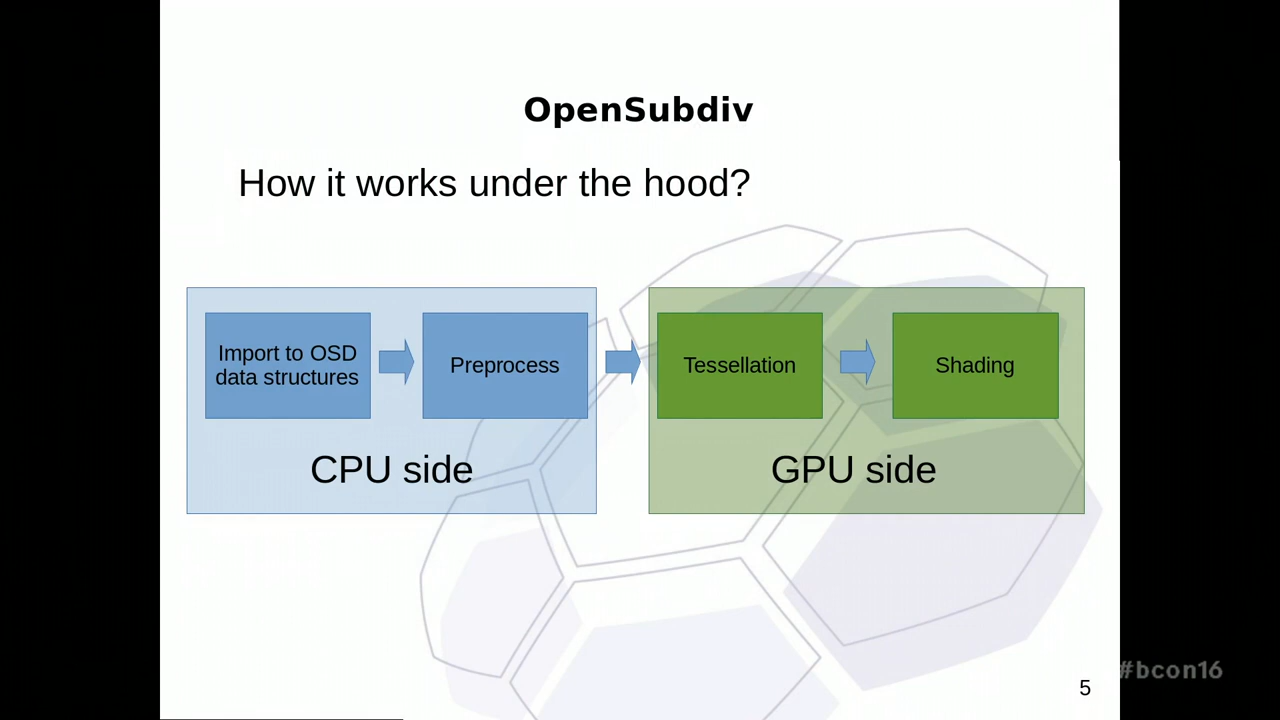 OpenSubdiv
How it works under the hood?
Import to OSD
data structures
Preprocess
Tessellation
Shading
CPU side
GPU side
5
#bcon16